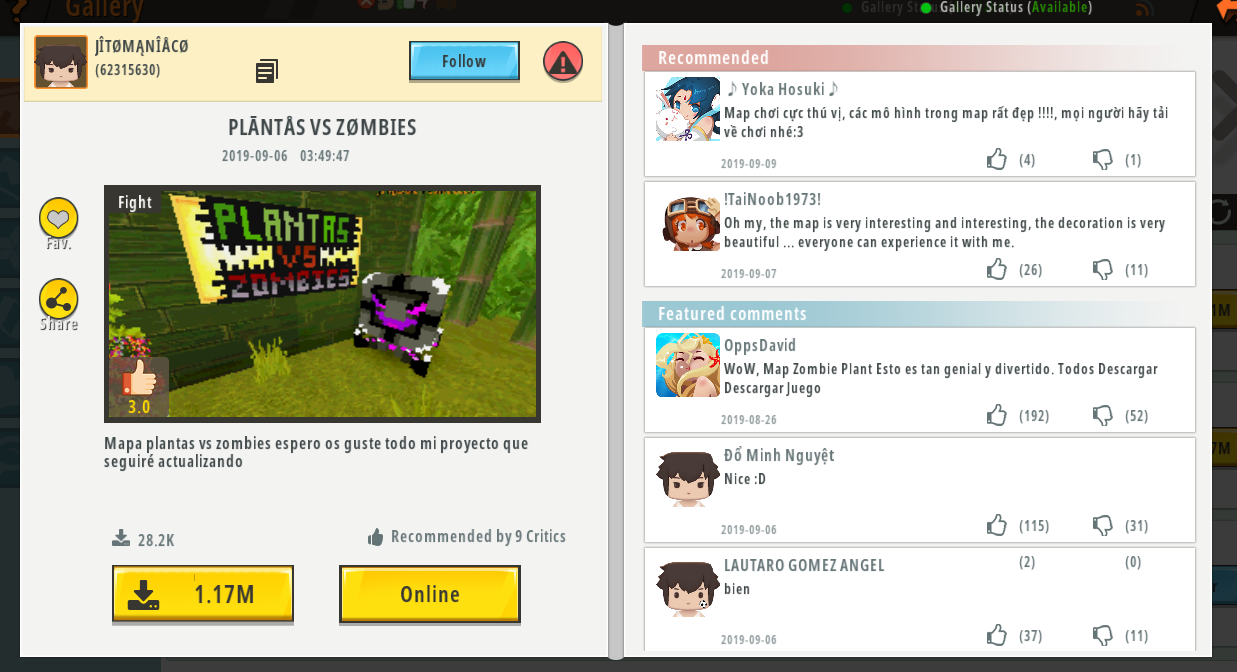 Gallery
Gallery Status (Available)
JÎTØMĄNÎÅCØ
(62315630)
Follow
PLÃNTÅS VS ZØMBIES
2019-09-06 03:49:47
Fight
PLANTAS
VS
ZOMBIES
3.0
Fav.
Share
Mapa plantas vs zombies espero os guste todo mi proyecto que
seguiré actualizando
28.2K
Recommended by 9 Critics
1.17M
Online
Recommended
♪ Yoka Hosuki ♪
Map chơi cực thú vị, các mô hình trong map rất đẹp !!!!, mọi người hãy tải
về chơi nhé:3
2019-09-09
(4)
(1)
!TaiNoob1973!
Oh my, the map is very interesting and interesting, the decoration is very
beautiful ... everyone can experience it with me.
2019-09-07
(26)
(11)
Featured comments
OppsDavid
WoW, Map Zombie Plant Esto es tan genial y divertido. Todos Descargar
Descargar Juego
2019-08-26
(192)
(52)
Đổ Minh Nguyệt
Nice :D
2019-09-06
(115)
(31)
LAUTARO GOMEZ ANGEL
(2)
(0)
bien
2019-09-06
(37)
(11)